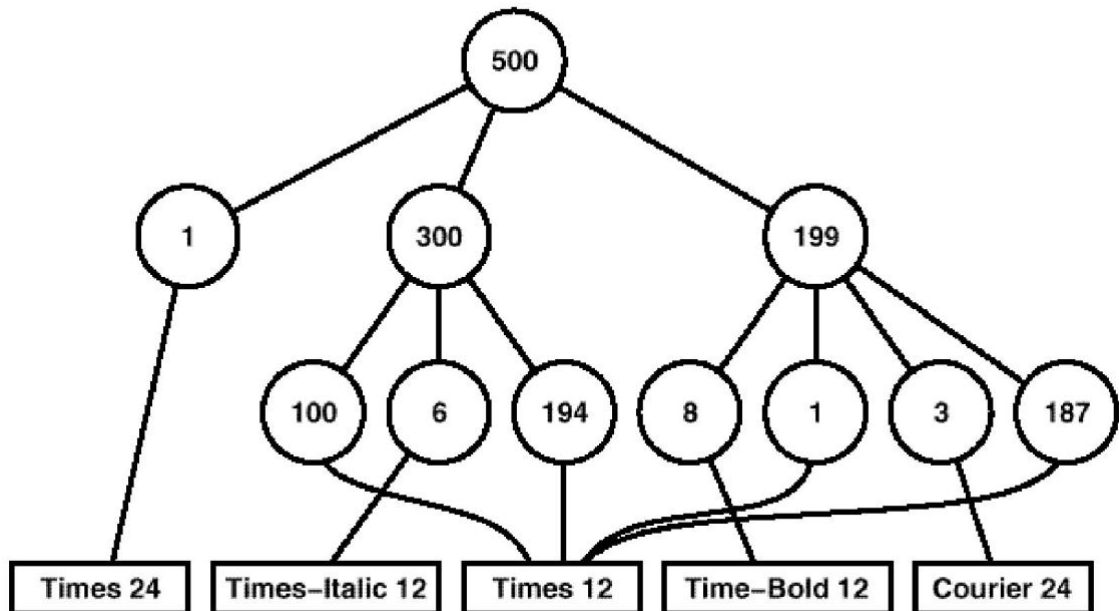 500
1
300
199
100
6
194
8
1
3
187
Times 24
Times-Italic 12
Times 12
Time-Bold 12
Courier 24